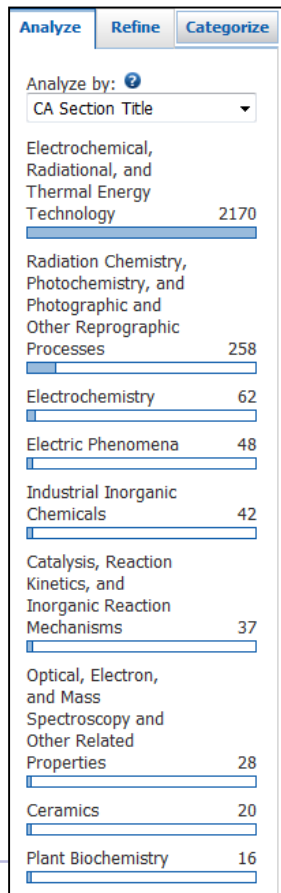 Analyze Refine Categorize
Analyze by: ?
CA Section Title
Electrochemical,
Radiational, and
Thermal Energy
Technology 2170
Radiation Chemistry,
Photochemistry, and
Photographic and
Other Reprographic
Processes 258
Electrochemistry 62
Electric Phenomena 48
Industrial Inorganic
Chemicals 42
Catalysis, Reaction
Kinetics, and
Inorganic Reaction
Mechanisms 37
Optical, Electron,
and Mass
Spectroscopy and
Other Related
Properties 28
Ceramics 20
Plant Biochemistry 16